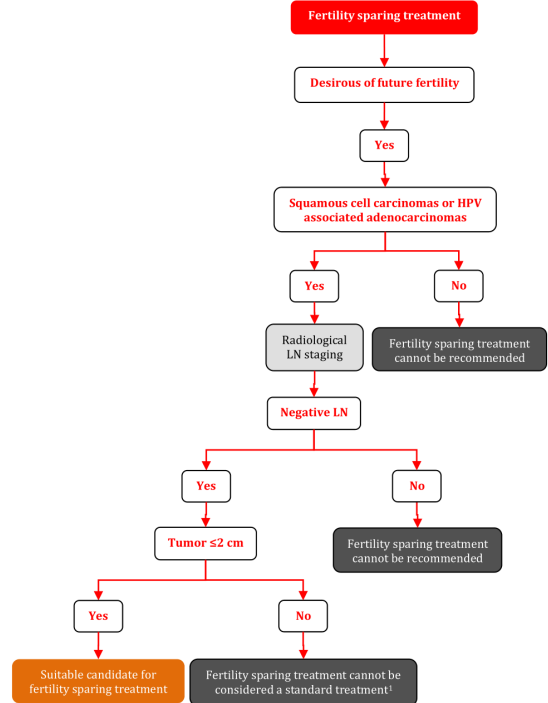 Fertility sparing treatment
Desirous of future fertility
Yes
Squamous cell carcinomas or HPV
associated adenocarcinomas
Yes
No
Radiological
LN staging
Fertility sparing treatment
cannot be recommended
Negative LN
Yes
No
Tumor ≤2 cm
Fertility sparing treatment
cannot be recommended
Yes
No
Suitable candidate for
fertility sparing treatment
Fertility sparing treatment cannot be
considered a standard treatment¹